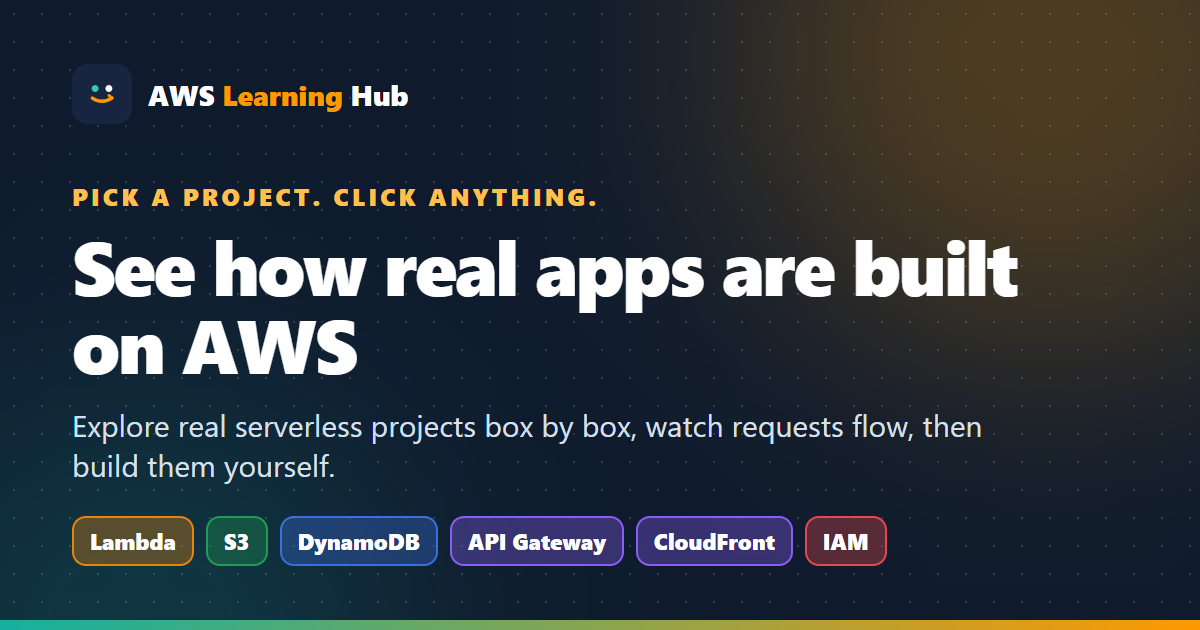 AWS Learning Hub
PICK A PROJECT. CLICK ANYTHING.
See how real apps are built
on AWS
Explore real serverless projects box by box, watch requests flow, then
build them yourself.
Lambda S3 DynamoDB API Gateway CloudFront IAM